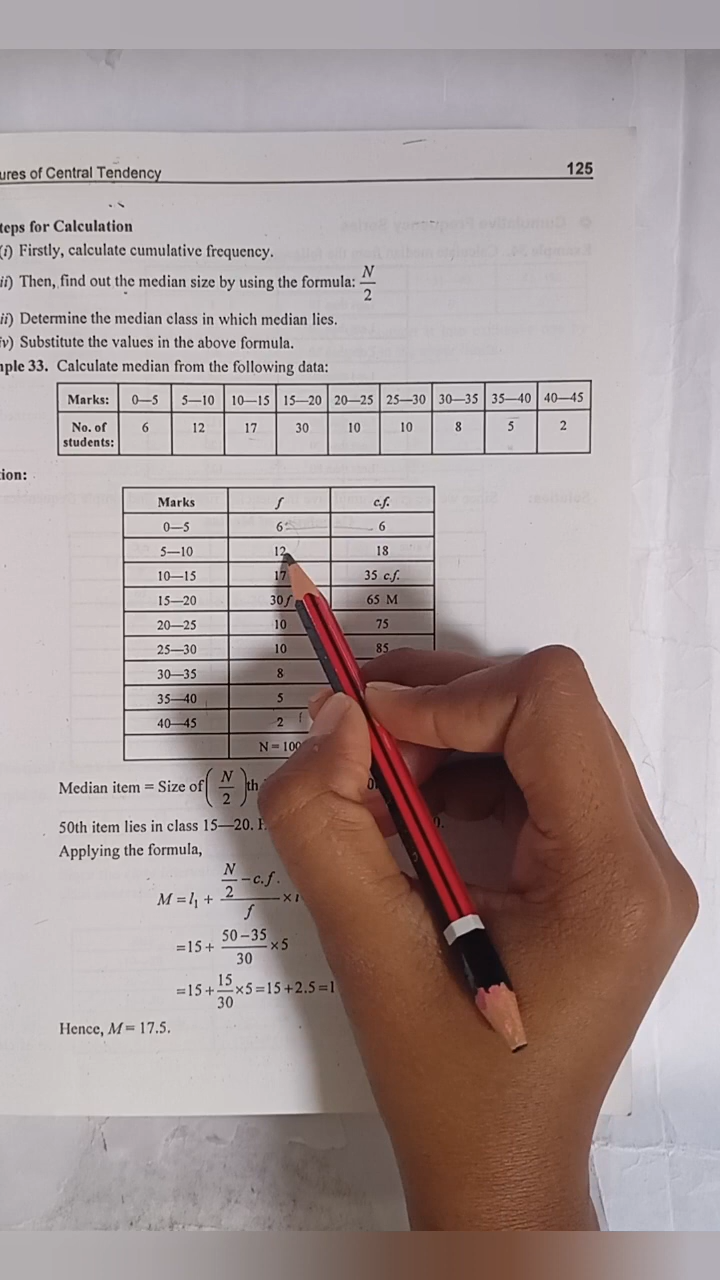 ures of Central Tendency 125
teps for Calculation
(i) Firstly, calculate cumulative frequency.
ii) Then, find out the median size by using the formula: N/2
ii) Determine the median class in which median lies.
iv) Substitute the values in the above formula.
mple 33. Calculate median from the following data:
Marks: 0—5 5—10 10—15 15—20 20—25 25—30 30—35 35—40 40—45
No. of students: 6 12 17 30 10 10 8 5 2
ion:
Marks f c.f.
0—5 6 6
5—10 12 18
10—15 17 35 c.f.
15—20 30 f 65 M
20—25 10 75
25—30 10 85
30—35 8
35—40 5
40—45 2
N = 100
Median item = Size of (N/2)th
50th item lies in class 15—20.
Applying the formula,
M = l₁ + (N/2 − c.f.)/f ×
= 15 + (50 − 35)/30 × 5
= 15 + 15/30 × 5 = 15 + 2.5 = 1
Hence, M = 17.5.